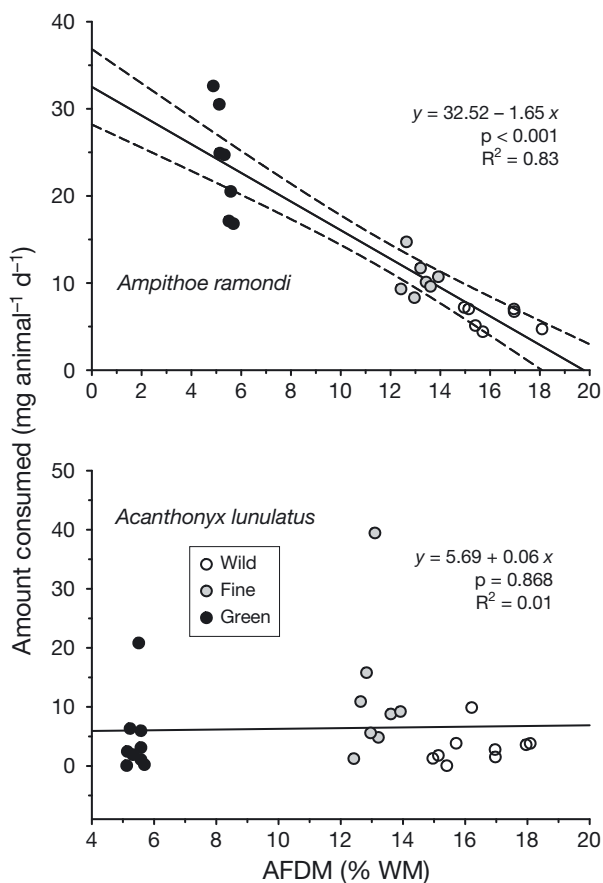 Amount consumed (mg animal⁻¹ d⁻¹)
40
30
20
10
0
y = 32.52 – 1.65 x
p < 0.001
R² = 0.83
Ampithoe ramondi
0 2 4 6 8 10 12 14 16 18 20
50
40
30
20
10
0
Acanthonyx lunulatus
Wild
Fine
Green
y = 5.69 + 0.06 x
p = 0.868
R² = 0.01
4 6 8 10 12 14 16 18 20
AFDM (% WM)